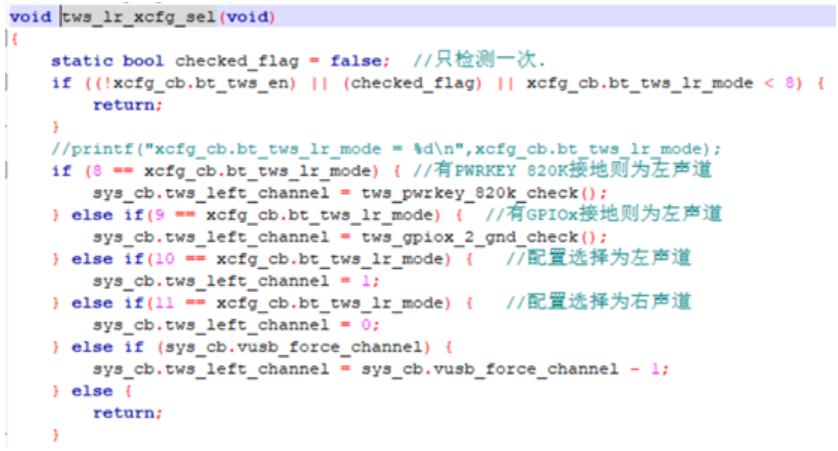 void tws_lr_xcfg_sel(void)
{
    static bool checked_flag = false;  //只检测一次.
    if ((!xcfg_cb.bt_tws_en) || (checked_flag) || xcfg_cb.bt_tws_lr_mode < 8) {
        return;
    }
    //printf("xcfg_cb.bt_tws_lr_mode = %d\n",xcfg_cb.bt_tws_lr_mode);
    if (8 == xcfg_cb.bt_tws_lr_mode) { //有PWRKEY 820K接地则为左声道
        sys_cb.tws_left_channel = tws_pwrkey_820k_check();
    } else if(9 == xcfg_cb.bt_tws_lr_mode) {  //有GPIOx接地则为左声道
        sys_cb.tws_left_channel = tws_gpiox_2_gnd_check();
    } else if(10 == xcfg_cb.bt_tws_lr_mode) {   //配置选择为左声道
        sys_cb.tws_left_channel = 1;
    } else if(11 == xcfg_cb.bt_tws_lr_mode) {   //配置选择为右声道
        sys_cb.tws_left_channel = 0;
    } else if (sys_cb.vusb_force_channel) {
        sys_cb.tws_left_channel = sys_cb.vusb_force_channel - 1;
    } else {
        return;
    }